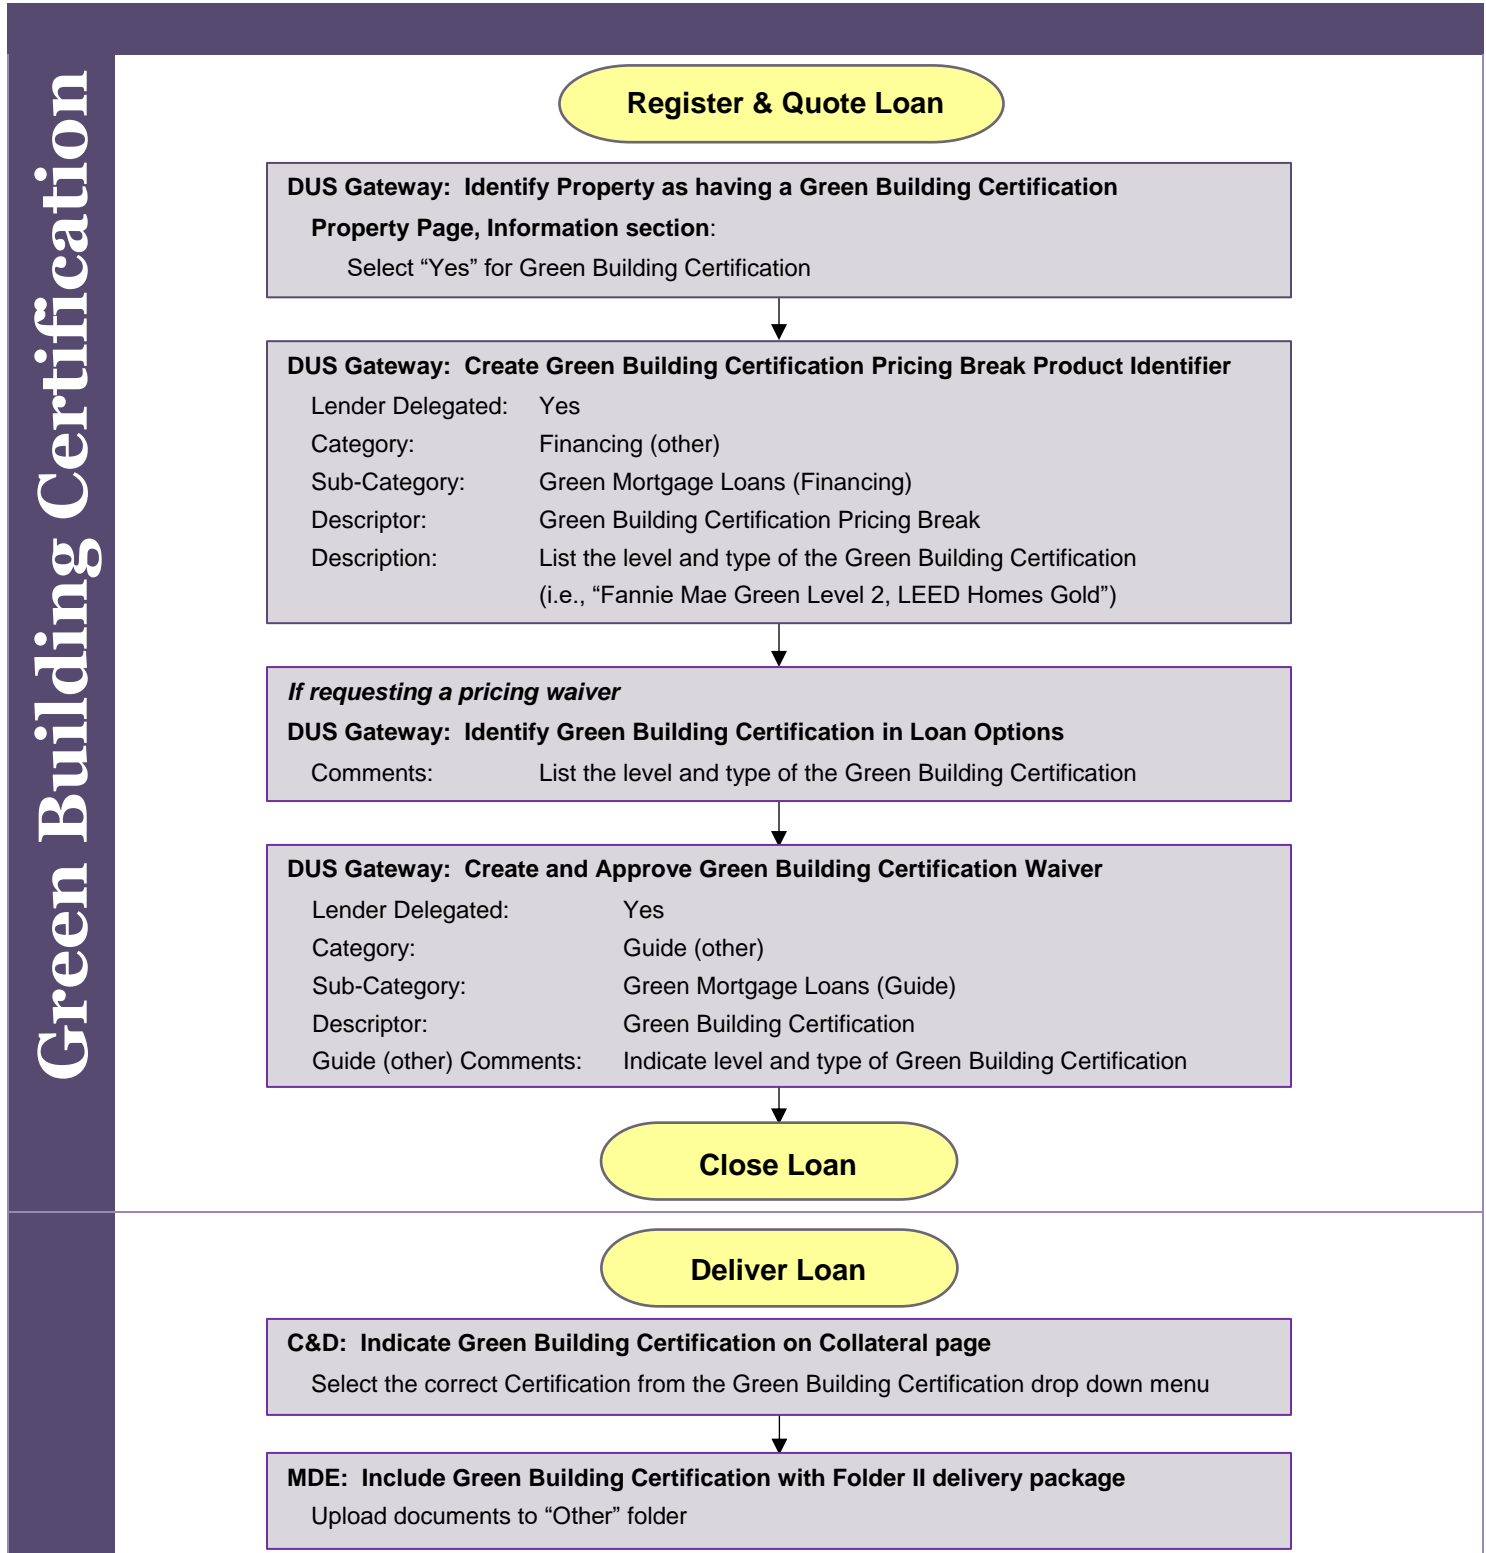 Green Building Certification
Register & Quote Loan
DUS Gateway:  Identify Property as having a Green Building Certification
Property Page, Information section:
Select “Yes” for Green Building Certification
DUS Gateway:  Create Green Building Certification Pricing Break Product Identifier
Lender Delegated: Yes
Category: Financing (other)
Sub-Category: Green Mortgage Loans (Financing)
Descriptor: Green Building Certification Pricing Break
Description: List the level and type of the Green Building Certification
(i.e., “Fannie Mae Green Level 2, LEED Homes Gold”)
If requesting a pricing waiver
DUS Gateway:  Identify Green Building Certification in Loan Options
Comments: List the level and type of the Green Building Certification
DUS Gateway:  Create and Approve Green Building Certification Waiver
Lender Delegated: Yes
Category: Guide (other)
Sub-Category: Green Mortgage Loans (Guide)
Descriptor: Green Building Certification
Guide (other) Comments: Indicate level and type of Green Building Certification
Close Loan
Deliver Loan
C&D:  Indicate Green Building Certification on Collateral page
Select the correct Certification from the Green Building Certification drop down menu
MDE:  Include Green Building Certification with Folder II delivery package
Upload documents to “Other” folder